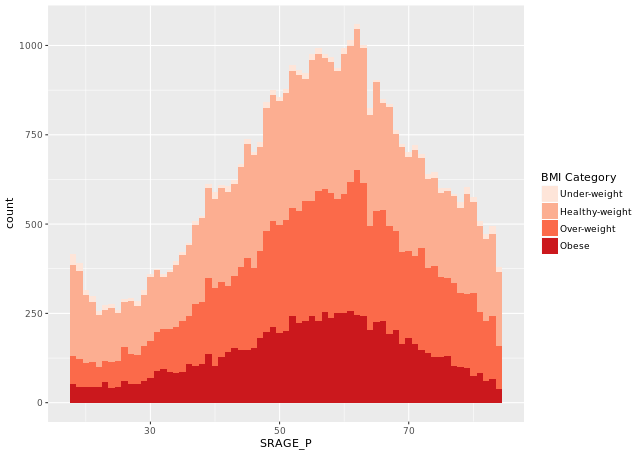 1000
750
500
250
0
count
30
50
70
SRAGE_P
BMI Category
Under-weight
Healthy-weight
Over-weight
Obese